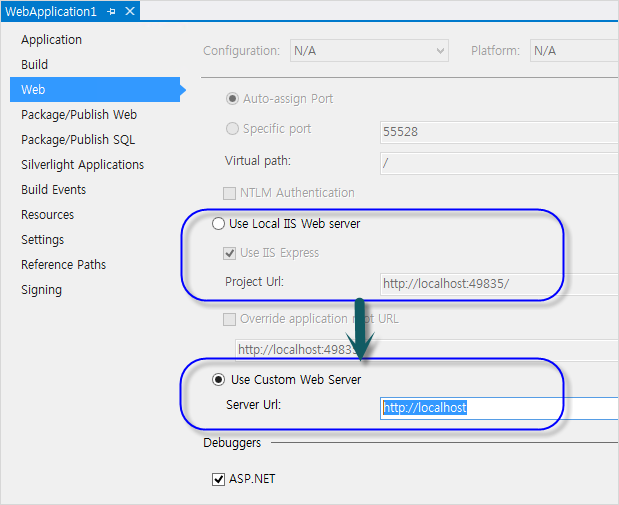 WebApplication1
Application
Build
Web
Package/Publish Web
Package/Publish SQL
Silverlight Applications
Build Events
Resources
Settings
Reference Paths
Signing
Configuration: N/A Platform: N/A
Auto-assign Port
Specific port 55528
Virtual path: /
NTLM Authentication
Use Local IIS Web server
Use IIS Express
Project Url: http://localhost:49835/
Override application URL
http://localhost:4983
Use Custom Web Server
Server Url: http://localhost
Debuggers
ASP.NET